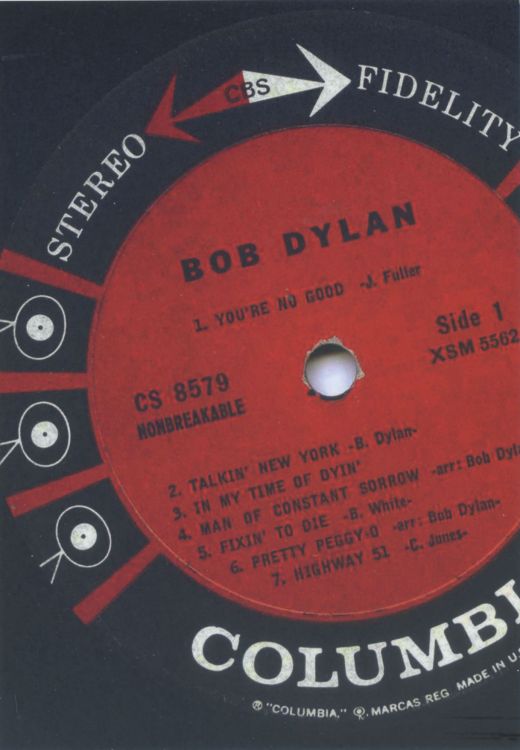 STEREO
CBS
FIDELITY
BOB DYLAN
1. YOU'RE NO GOOD -J. Fuller
Side 1
XSM 5562
CS 8579
NONBREAKABLE
2. TALKIN' NEW YORK -B. Dylan-
3. IN MY TIME OF DYIN'
4. MAN OF CONSTANT SORROW -arr: Bob Dyla
5. FIXIN' TO DIE -B. White-
6. PRETTY PEGGY-O -arr: Bob Dylan-
7. HIGHWAY 51 -C. Jones-
COLUMBI
® "COLUMBIA," ®, MARCAS REG. MADE IN U.S